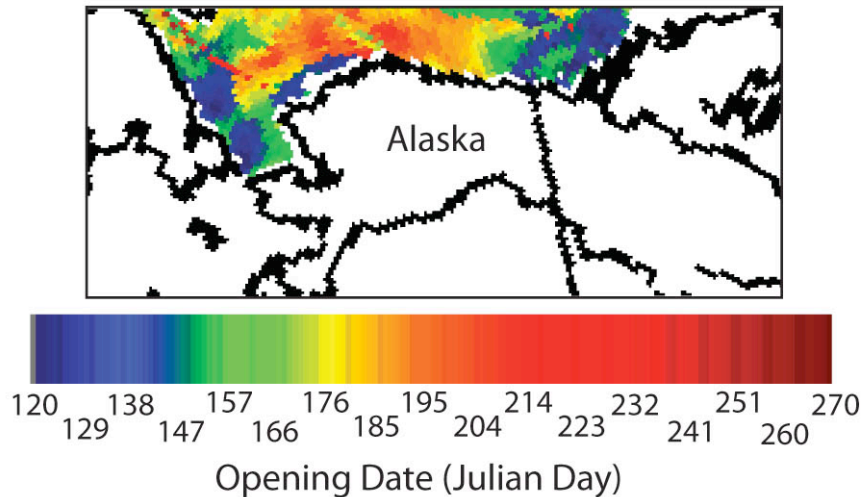 Alaska
120 138 157 176 195 214 232 251 270
129 147 166 185 204 223 241 260
Opening Date (Julian Day)